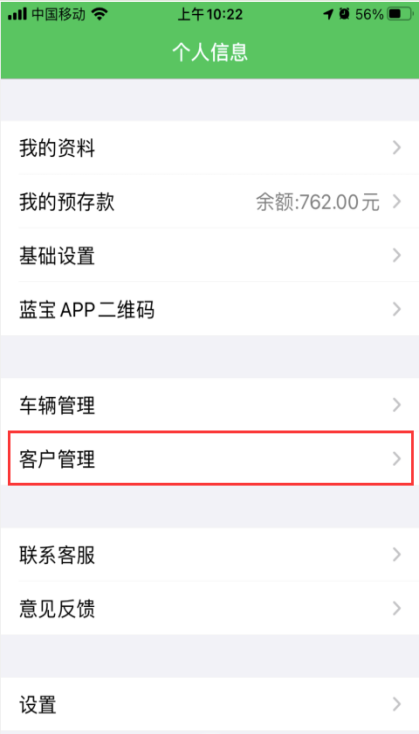 中国移动 上午10:22 56%
个人信息
我的资料
我的预存款 余额:762.00元
基础设置
蓝宝APP二维码
车辆管理
客户管理
联系客服
意见反馈
设置